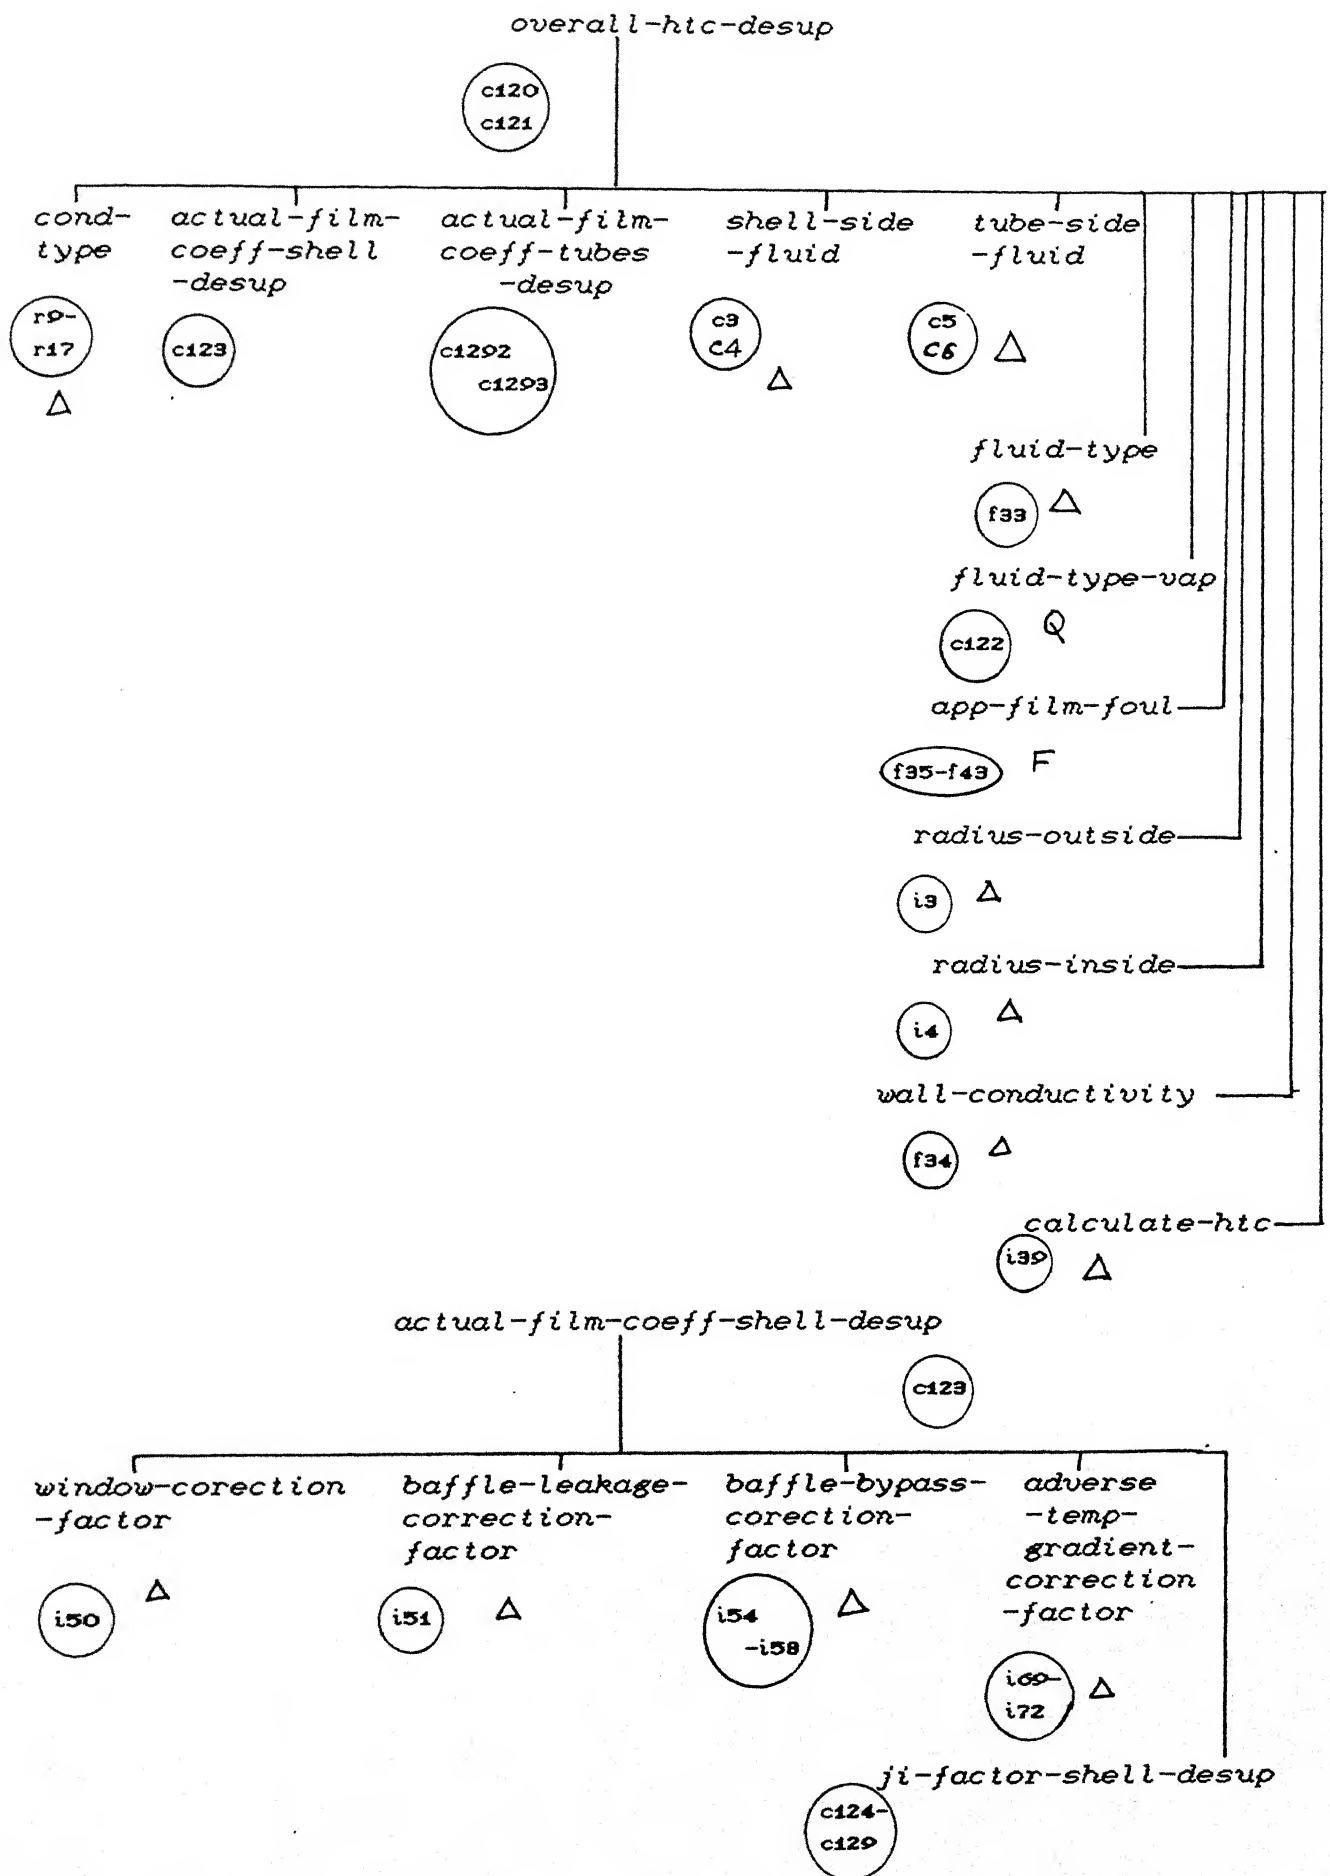 overall-htc-desup
c120
c121
cond-
type
r9-
r17
actual-film-
coeff-shell
-desup
c123
actual-film-
coeff-tubes
-desup
c1292
c1293
shell-side
-fluid
c3
c4
tube-side
-fluid
c5
c6
fluid-type
f33
fluid-type-vap
c122
Q
app-film-foul
f35-f43
F
radius-outside
i3
radius-inside
i4
wall-conductivity
f34
calculate-htc
i39
actual-film-coeff-shell-desup
c123
window-corection
-factor
i50
baffle-leakage-
correction-
factor
i51
baffle-bypass-
corection-
factor
i54
-i58
adverse
-temp-
gradient-
correction
-factor
i69-
i72
ji-factor-shell-desup
c124-
c129